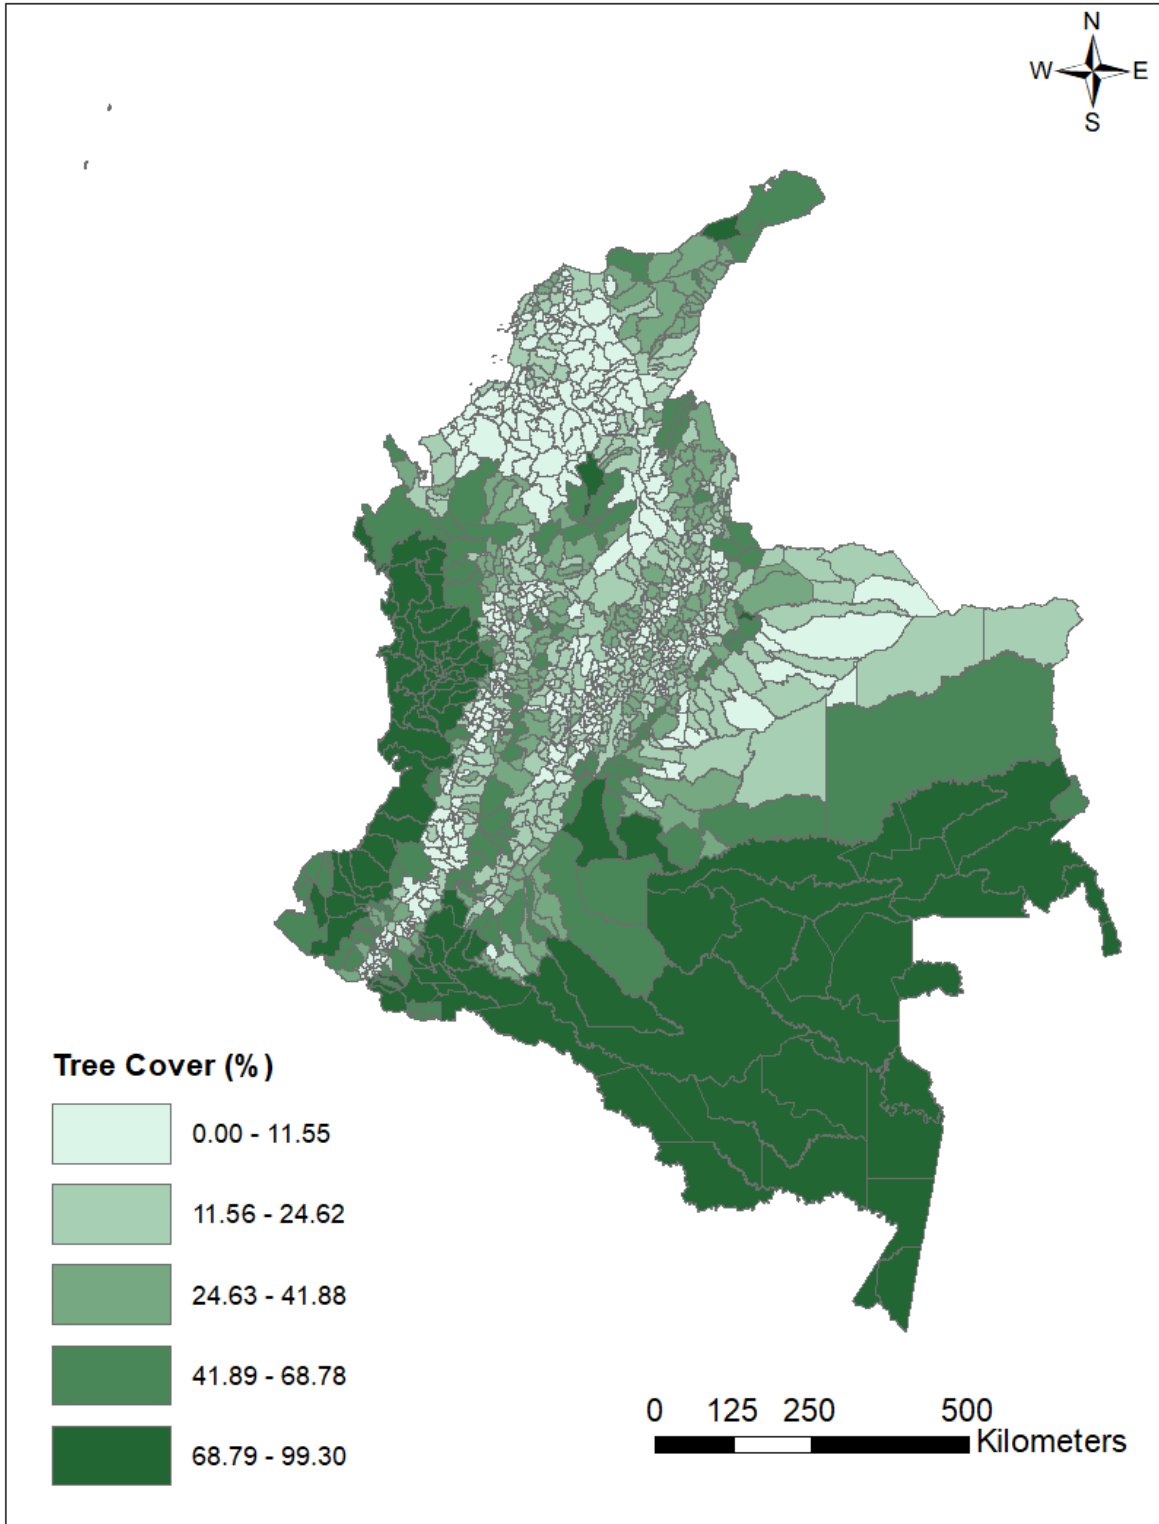 N
W E
S
Tree Cover (%)
0.00 - 11.55
11.56 - 24.62
24.63 - 41.88
41.89 - 68.78
68.79 - 99.30
0 125 250 500
Kilometers